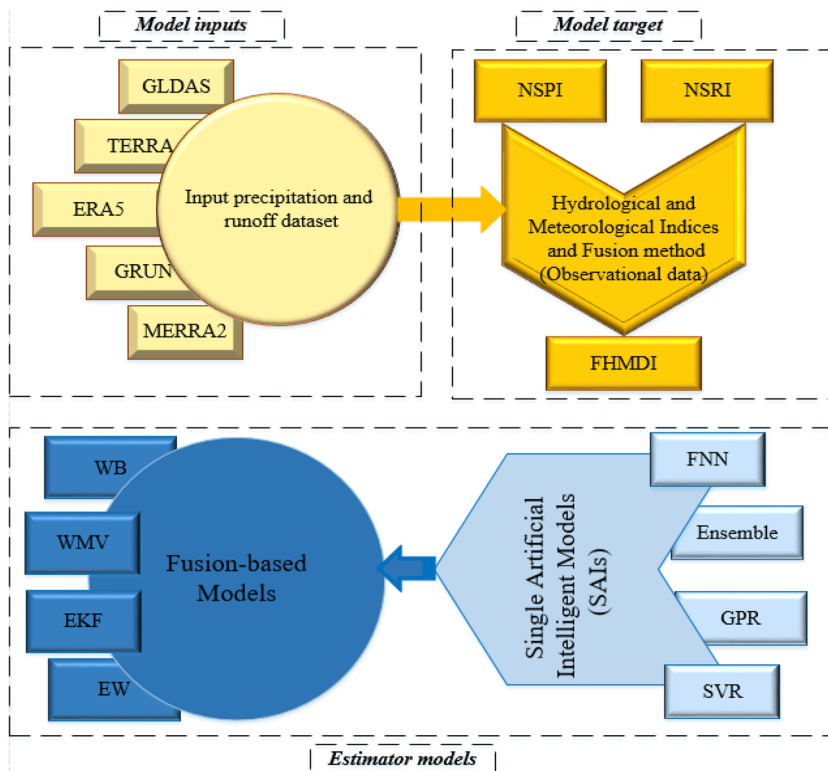 Model inputs
GLDAS
TERRA
ERA5
GRUN
MERRA2
Input precipitation and
runoff dataset
Model target
NSPI
NSRI
Hydrological and
Meteorological Indices
and Fusion method
(Observational data)
FHMDI
WB
WMV
EKF
EW
Fusion-based
Models
Single Artificial
Intelligent Models
(SAIs)
FNN
Ensemble
GPR
SVR
Estimator models